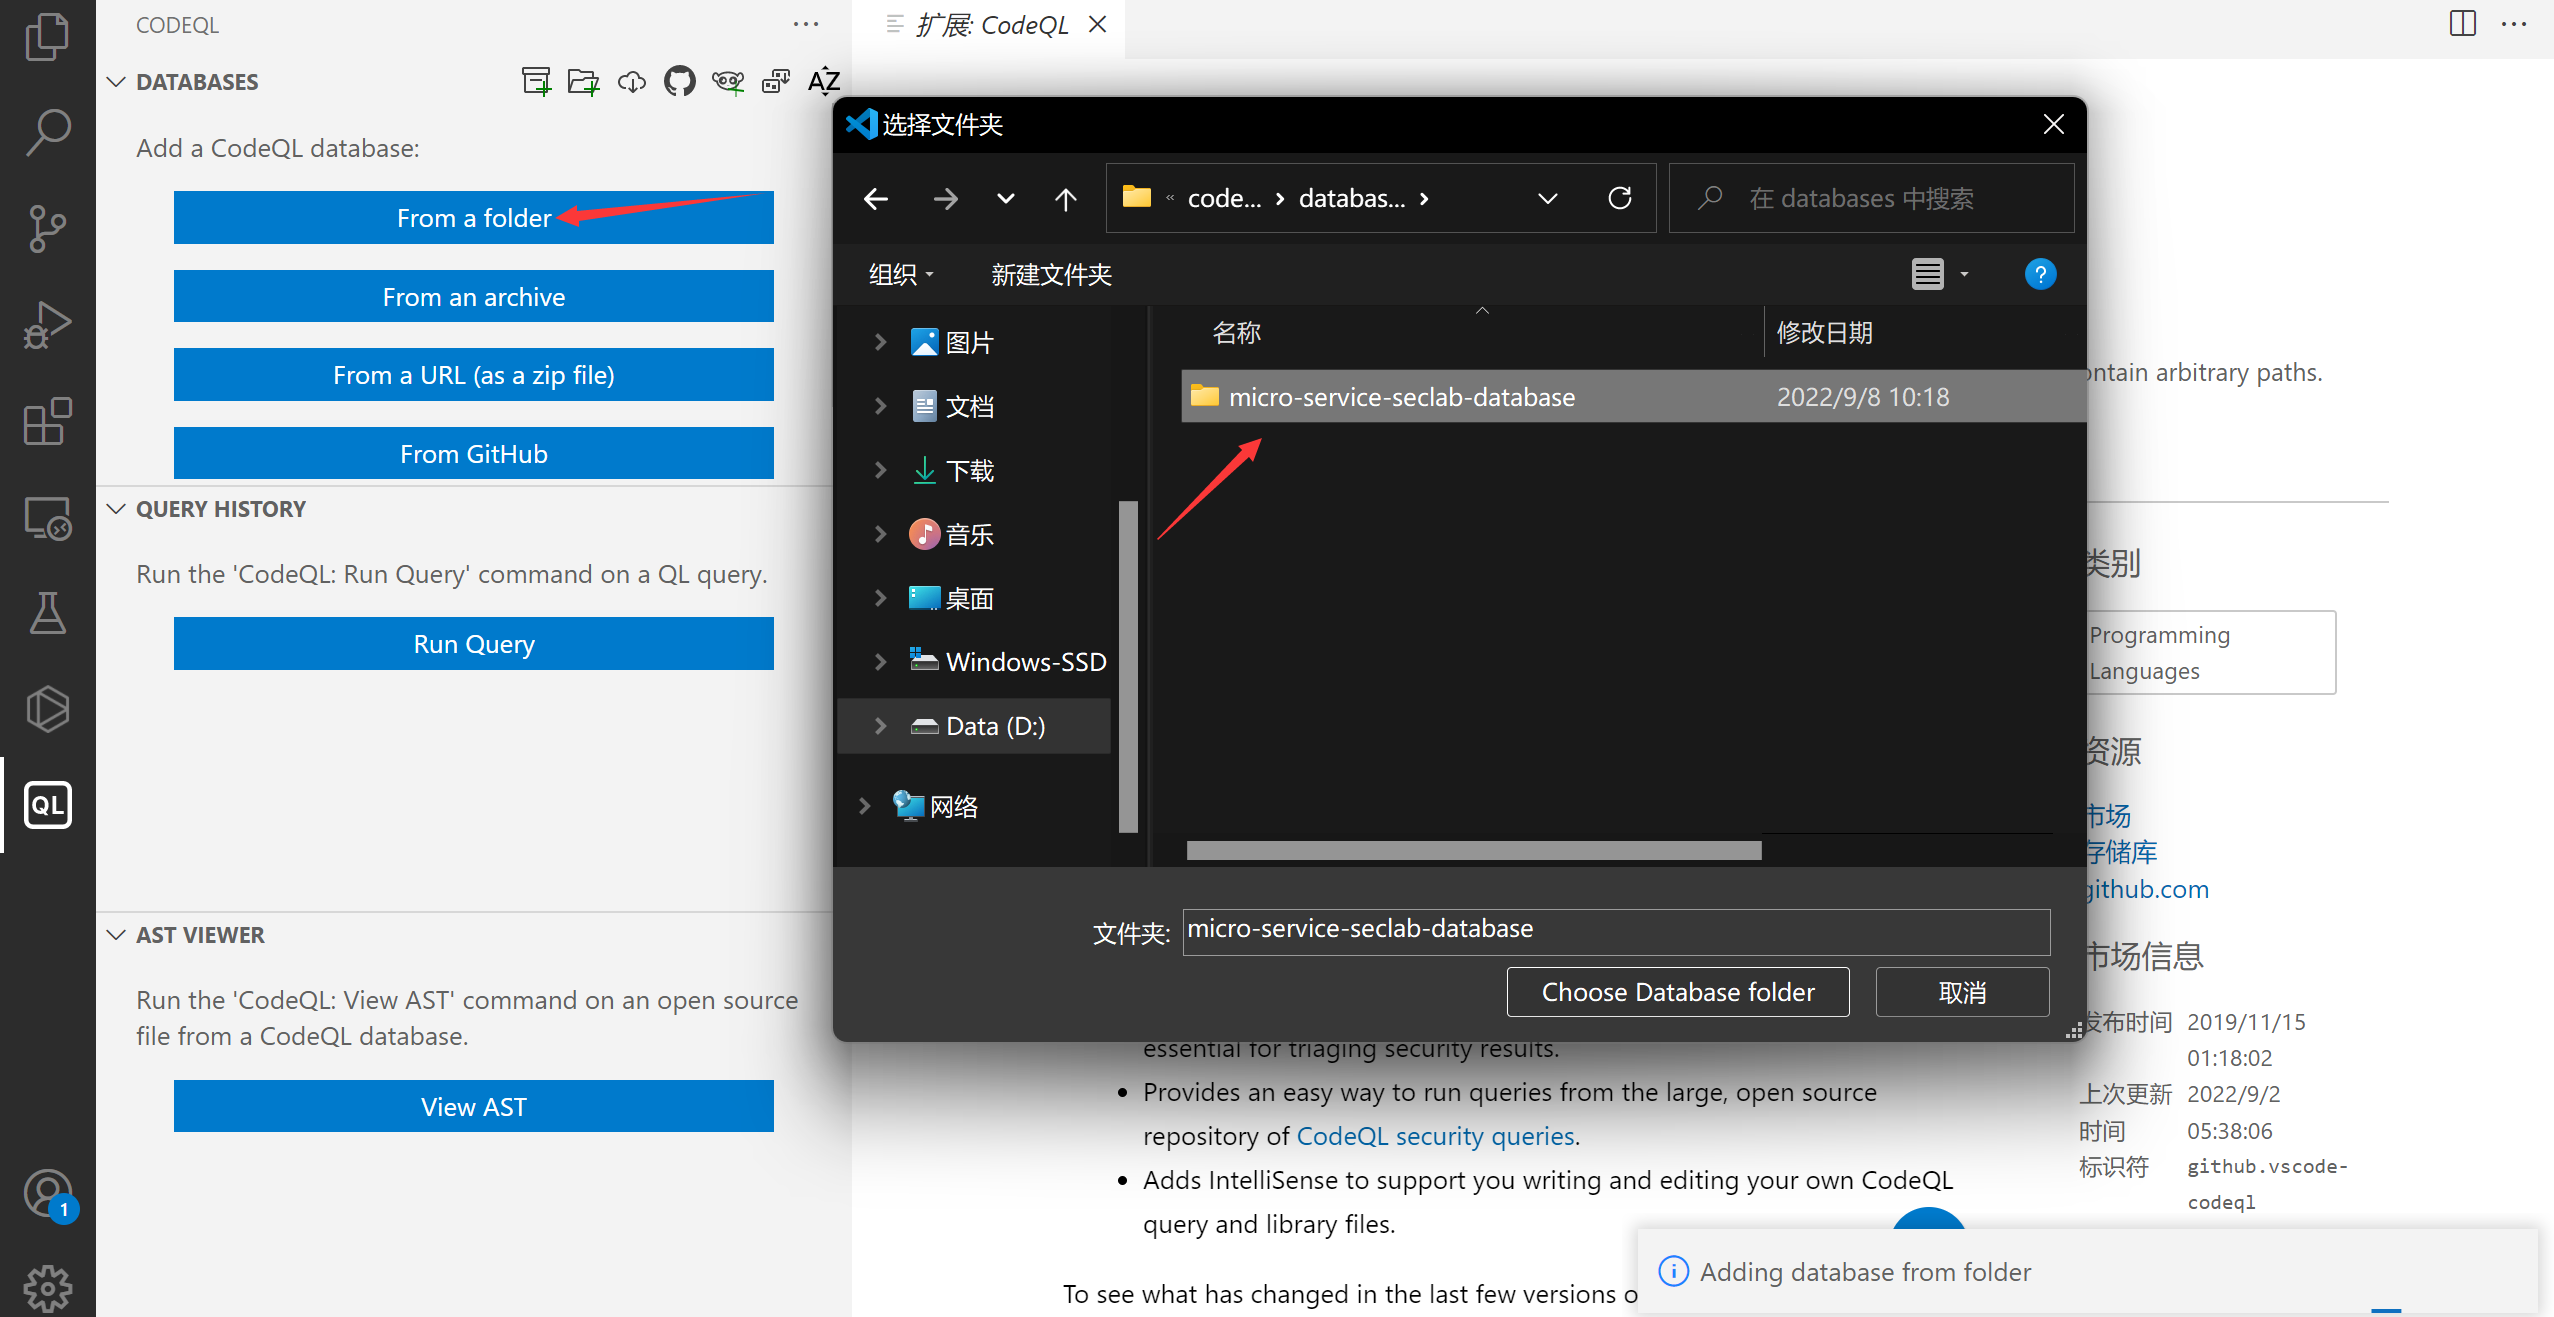 CODEQL
DATABASES
AZ
Add a CodeQL database:
From a folder
From an archive
From a URL (as a zip file)
From GitHub
QUERY HISTORY
Run the 'CodeQL: Run Query' command on a QL query.
Run Query
QL
AST VIEWER
Run the 'CodeQL: View AST' command on an open source
file from a CodeQL database.
View AST
1
扩展: CodeQL
选择文件夹
« code... › databas... ›
在 databases 中搜索
组织
新建文件夹
?
图片
文档
下载
音乐
桌面
Windows-SSD
Data (D:)
网络
名称
修改日期
micro-service-seclab-database
2022/9/8 10:18
文件夹:
micro-service-seclab-database
Choose Database folder
取消
ontain arbitrary paths.
类别
Programming
Languages
资源
市场
存储库
github.com
市场信息
发布时间 2019/11/15
01:18:02
上次更新 2022/9/2
时间 05:38:06
标识符 github.vscode-
codeql
essential for triaging security results.
• Provides an easy way to run queries from the large, open source
repository of CodeQL security queries.
• Adds IntelliSense to support you writing and editing your own CodeQL
query and library files.
To see what has changed in the last few versions o
Adding database from folder